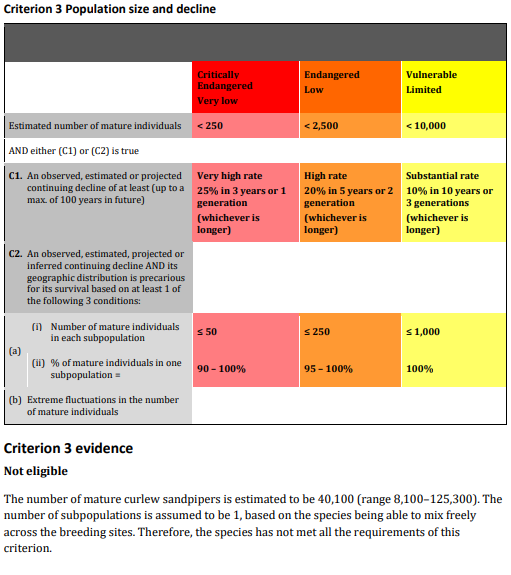 Criterion 3 Population size and decline
Critically
Endangered
Very low
Endangered
Low
Vulnerable
Limited
Estimated number of mature individuals
< 250
< 2,500
< 10,000
AND either (C1) or (C2) is true
C1. An observed, estimated or projected
continuing decline of at least (up to a
max. of 100 years in future)
Very high rate
25% in 3 years or 1
generation
(whichever is
longer)
High rate
20% in 5 years or 2
generation
(whichever is
longer)
Substantial rate
10% in 10 years or
3 generations
(whichever is
longer)
C2. An observed, estimated, projected or
inferred continuing decline AND its
geographic distribution is precarious
for its survival based on at least 1 of
the following 3 conditions:
(a)
(i) Number of mature individuals
in each subpopulation
≤ 50
≤ 250
≤ 1,000
(ii) % of mature individuals in one
subpopulation =
90 – 100%
95 – 100%
100%
(b) Extreme fluctuations in the number
of mature individuals
Criterion 3 evidence
Not eligible
The number of mature curlew sandpipers is estimated to be 40,100 (range 8,100–125,300). The
number of subpopulations is assumed to be 1, based on the species being able to mix freely
across the breeding sites. Therefore, the species has not met all the requirements of this
criterion.